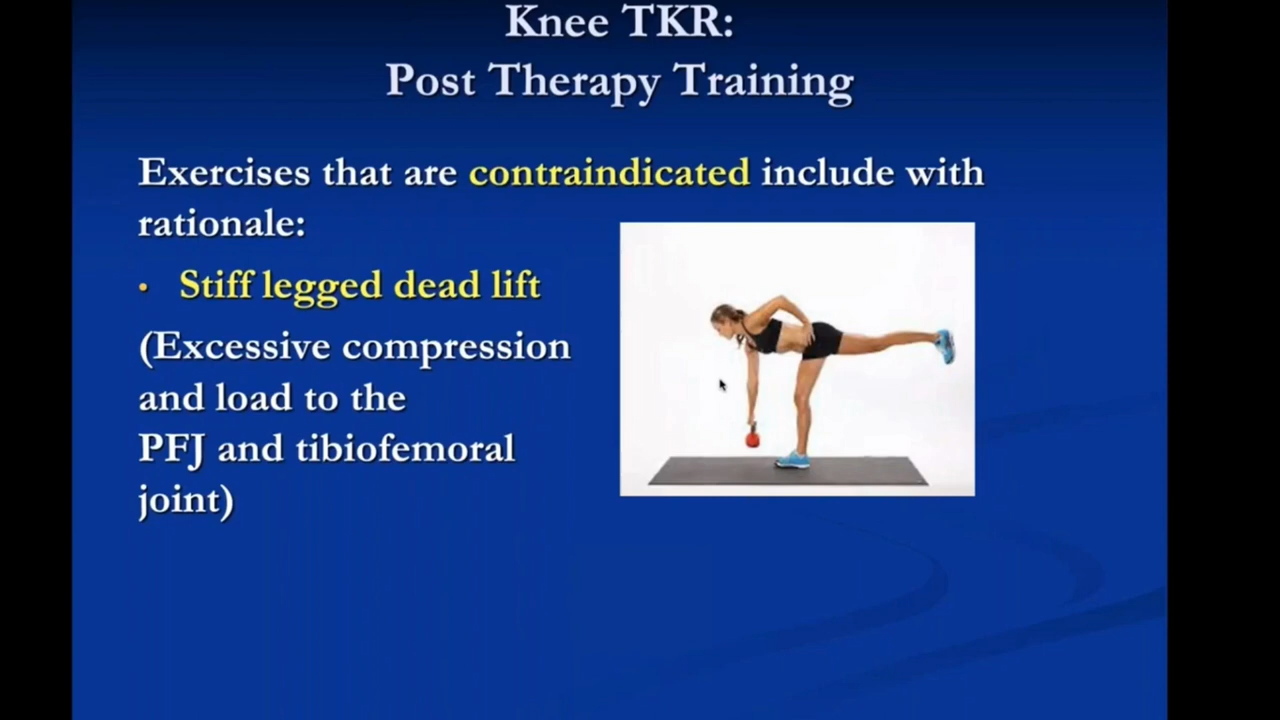 Knee TKR:
Post Therapy Training
Exercises that are contraindicated include with
rationale:
• Stiff legged dead lift
(Excessive compression
and load to the
PFJ and tibiofemoral
joint)